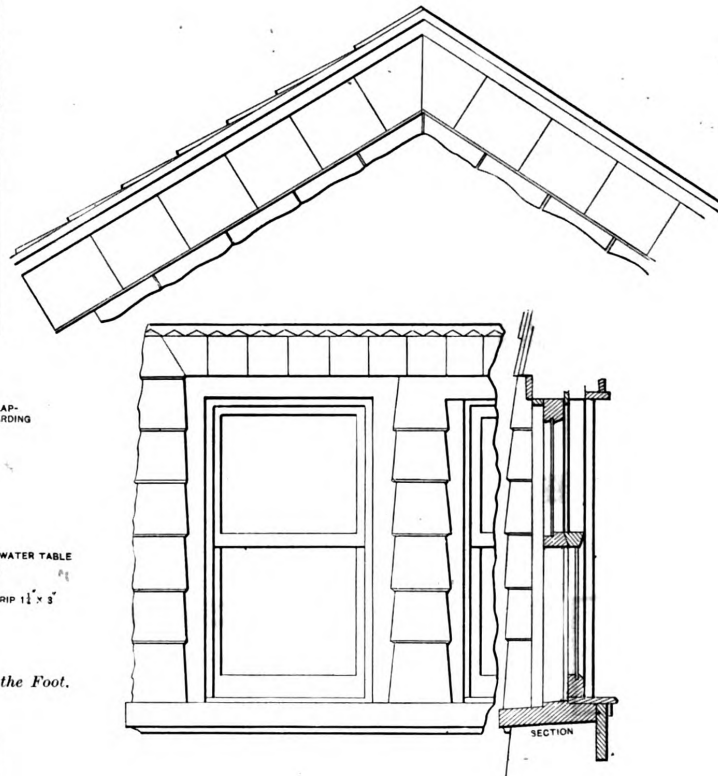 AP-
RDING
WATER TABLE
RIP 1¼" × 3"
the Foot.
SECTION